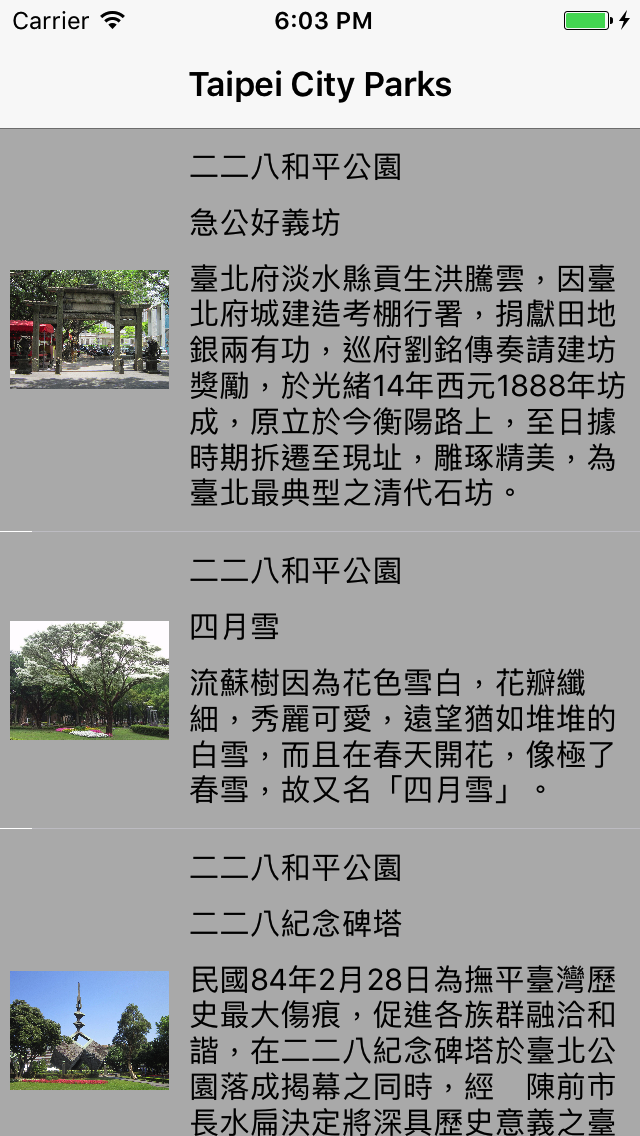 Carrier 6:03 PM
Taipei City Parks
二二八和平公園
急公好義坊
臺北府淡水縣貢生洪騰雲，因臺
北府城建造考棚行署，捐獻田地
銀兩有功，巡府劉銘傳奏請建坊
獎勵，於光緒14年西元1888年坊
成，原立於今衡陽路上，至日據
時期拆遷至現址，雕琢精美，為
臺北最典型之清代石坊。
二二八和平公園
四月雪
流蘇樹因為花色雪白，花瓣纖
細，秀麗可愛，遠望猶如堆堆的
白雪，而且在春天開花，像極了
春雪，故又名「四月雪」。
二二八和平公園
二二八紀念碑塔
民國84年2月28日為撫平臺灣歷
史最大傷痕，促進各族群融洽和
諧，在二二八紀念碑塔於臺北公
園落成揭幕之同時，經　陳前市
長水扁決定將深具歷史意義之臺